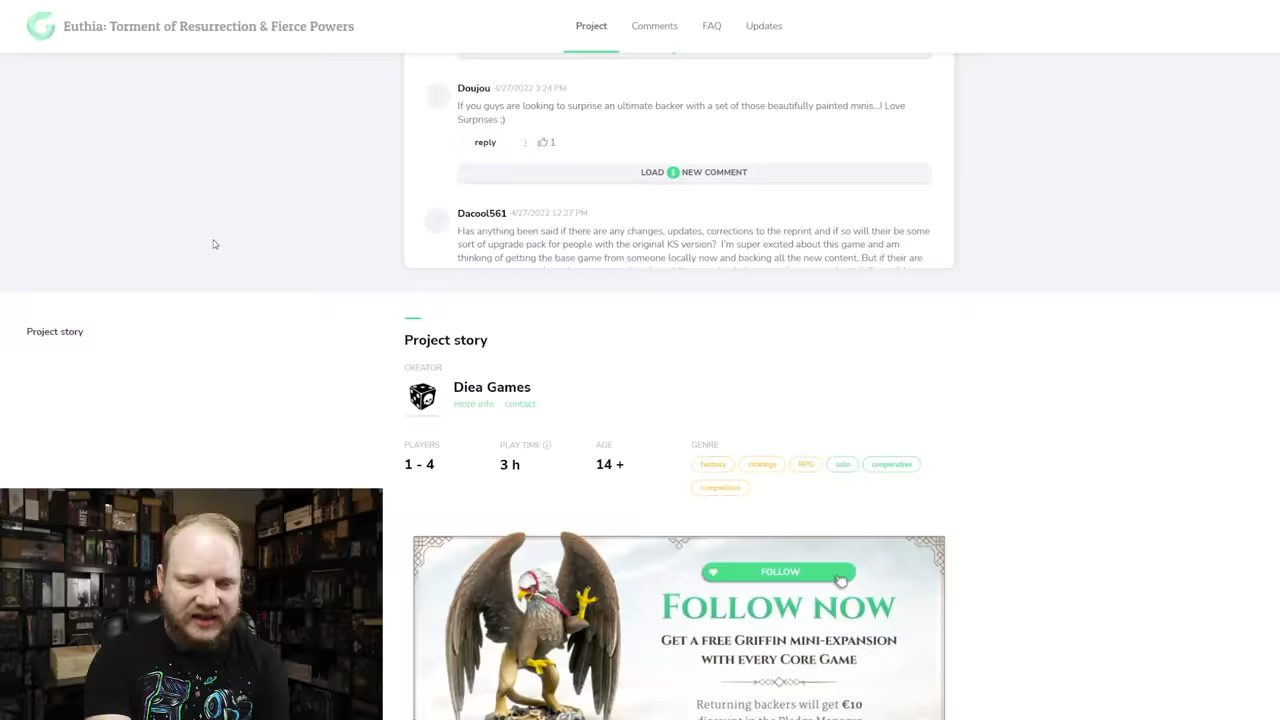 Euthia: Torment of Resurrection & Fierce Powers
Project
Comments
FAQ
Updates
Doujou 4/27/2022 3:24 PM
If you guys are looking to surprise an ultimate backer with a set of those beautifully painted minis...I Love
Surprises ;)
reply
1
LOAD 1 NEW COMMENT
Dacool561 4/27/2022 12:27 PM
Has anything been said if there are any changes, updates, corrections to the reprint and if so will their be some
sort of upgrade pack for people with the original KS version? I'm super excited about this game and am
thinking of getting the base game from someone locally now and backing all the new content. But if their are
Project story
Project story
CREATOR
Diea Games
more info contact
PLAYERS
PLAY TIME
AGE
GENRE
1 - 4
3 h
14 +
fantasy
strategy
RPG
solo
cooperative
competitive
FOLLOW
FOLLOW NOW
GET A FREE GRIFFIN MINI-EXPANSION
WITH EVERY CORE GAME
Returning backers will get €10